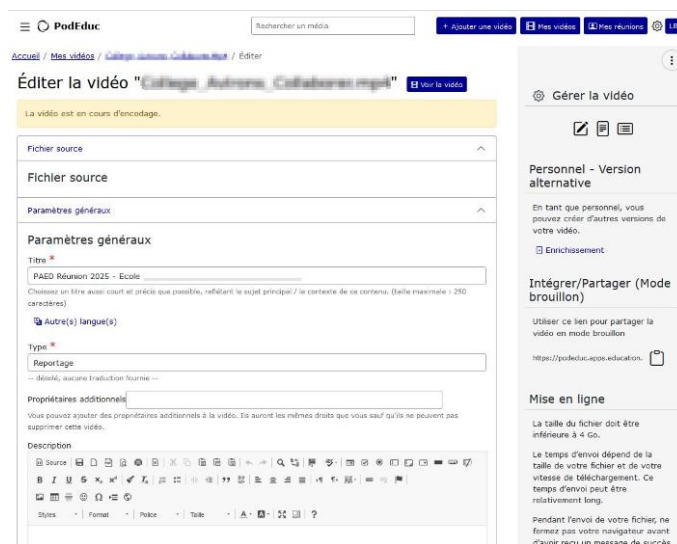 PodEduc
Rechercher un média
+ Ajouter une vidéo
Mes vidéos
Mes réunions
Accueil / Mes vidéos / / Éditer
Éditer la vidéo " .mp4"
Voir la vidéo
La vidéo est en cours d'encodage.
Fichier source
Fichier source
Paramètres généraux
Paramètres généraux
Titre *
PAED Réunion 2025 - Ecole
Choisissez un titre aussi court et précis que possible, reflétant le sujet principal / le contexte de ce contenu. (taille maximale : 250
caractères)
Autre(s) langue(s)
Type *
Reportage
-- désolé, aucune traduction fournie --
Propriétaires additionnels
Vous pouvez ajouter des propriétaires additionnels à la vidéo. Ils auront les mêmes droits que vous sauf qu'ils ne peuvent pas
supprimer cette vidéo.
Description
Source
Styles
Format
Police
Taille
Gérer la vidéo
Personnel - Version
alternative
En tant que personnel, vous
pouvez créer d'autres versions de
votre vidéo.
Enrichissement
Intégrer/Partager (Mode
brouillon)
Utiliser ce lien pour partager la
vidéo en mode brouillon
https://podeduc.apps.education.
Mise en ligne
La taille du fichier doit être
inférieure à 4 Go.
Le temps d'envoi dépend de la
taille de votre fichier et de votre
vitesse de téléchargement. Ce
temps d'envoi peut être
relativement long.
Pendant l'envoi de votre fichier, ne
fermez pas votre navigateur avant
d'avoir reçu un message de succès